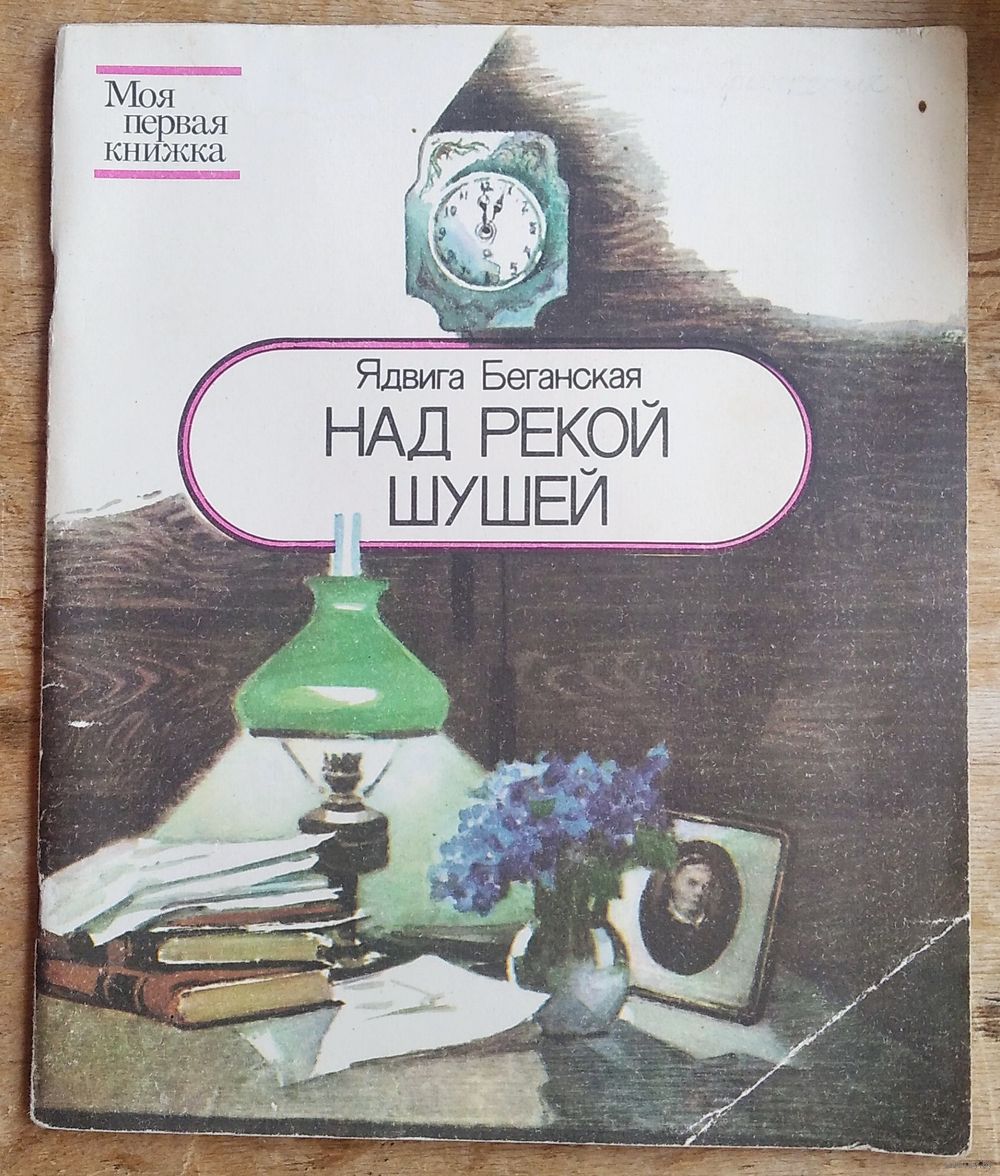 Моя
первая
книжка
Ядвига Беганская
НАД РЕКОЙ
ШУШЕЙ